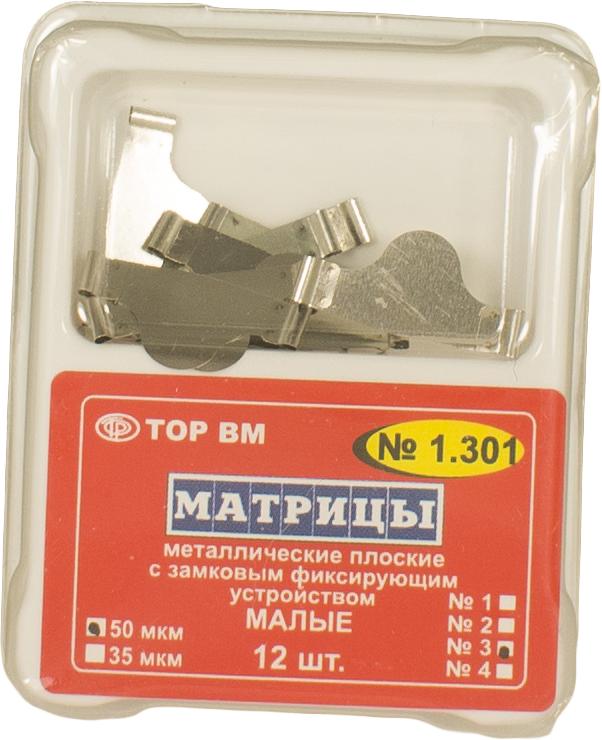 ТОР ВМ
№ 1.301
МАТРИЦЫ
металлические плоские
с замковым фиксирующим
устройством
МАЛЫЕ
12 шт.
50 мкм
35 мкм
№ 1
№ 2
№ 3
№ 4